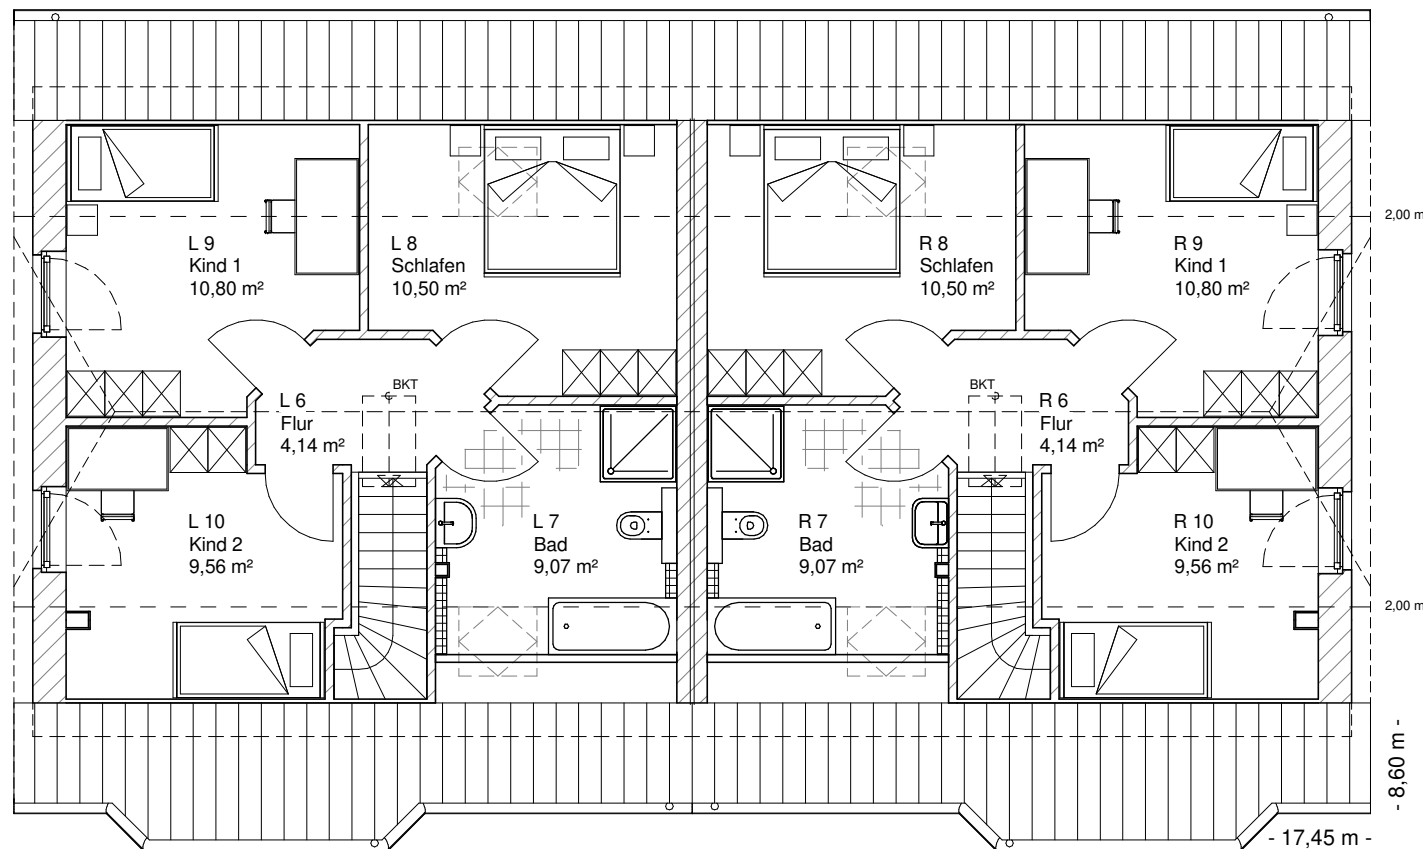 2,00 m
L 9
Kind 1
10,80 m²
L 8
Schlafen
10,50 m²
R 8
Schlafen
10,50 m²
R 9
Kind 1
10,80 m²
BKT
BKT
L 6
Flur
4,14 m²
R 6
Flur
4,14 m²
L 10
Kind 2
9,56 m²
L 7
Bad
9,07 m²
R 7
Bad
9,07 m²
R 10
Kind 2
9,56 m²
2,00 m
- 8,60 m -
- 17,45 m -